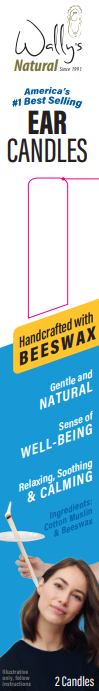 Wally's
Natural Since 1991
America's
#1 Best Selling
EAR
CANDLES
Handcrafted with
BEESWAX
Gentle and
NATURAL
Sense of
WELL-BEING
Relaxing, Soothing
& CALMING
Ingredients:
Cotton Muslin
& Beeswax
Illustrative
only, follow
instructions
2 Candles